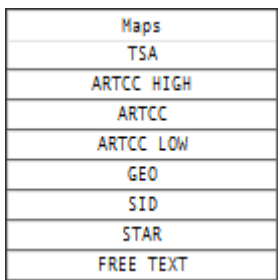 Maps
TSA
ARTCC HIGH
ARTCC
ARTCC LOW
GEO
SID
STAR
FREE TEXT